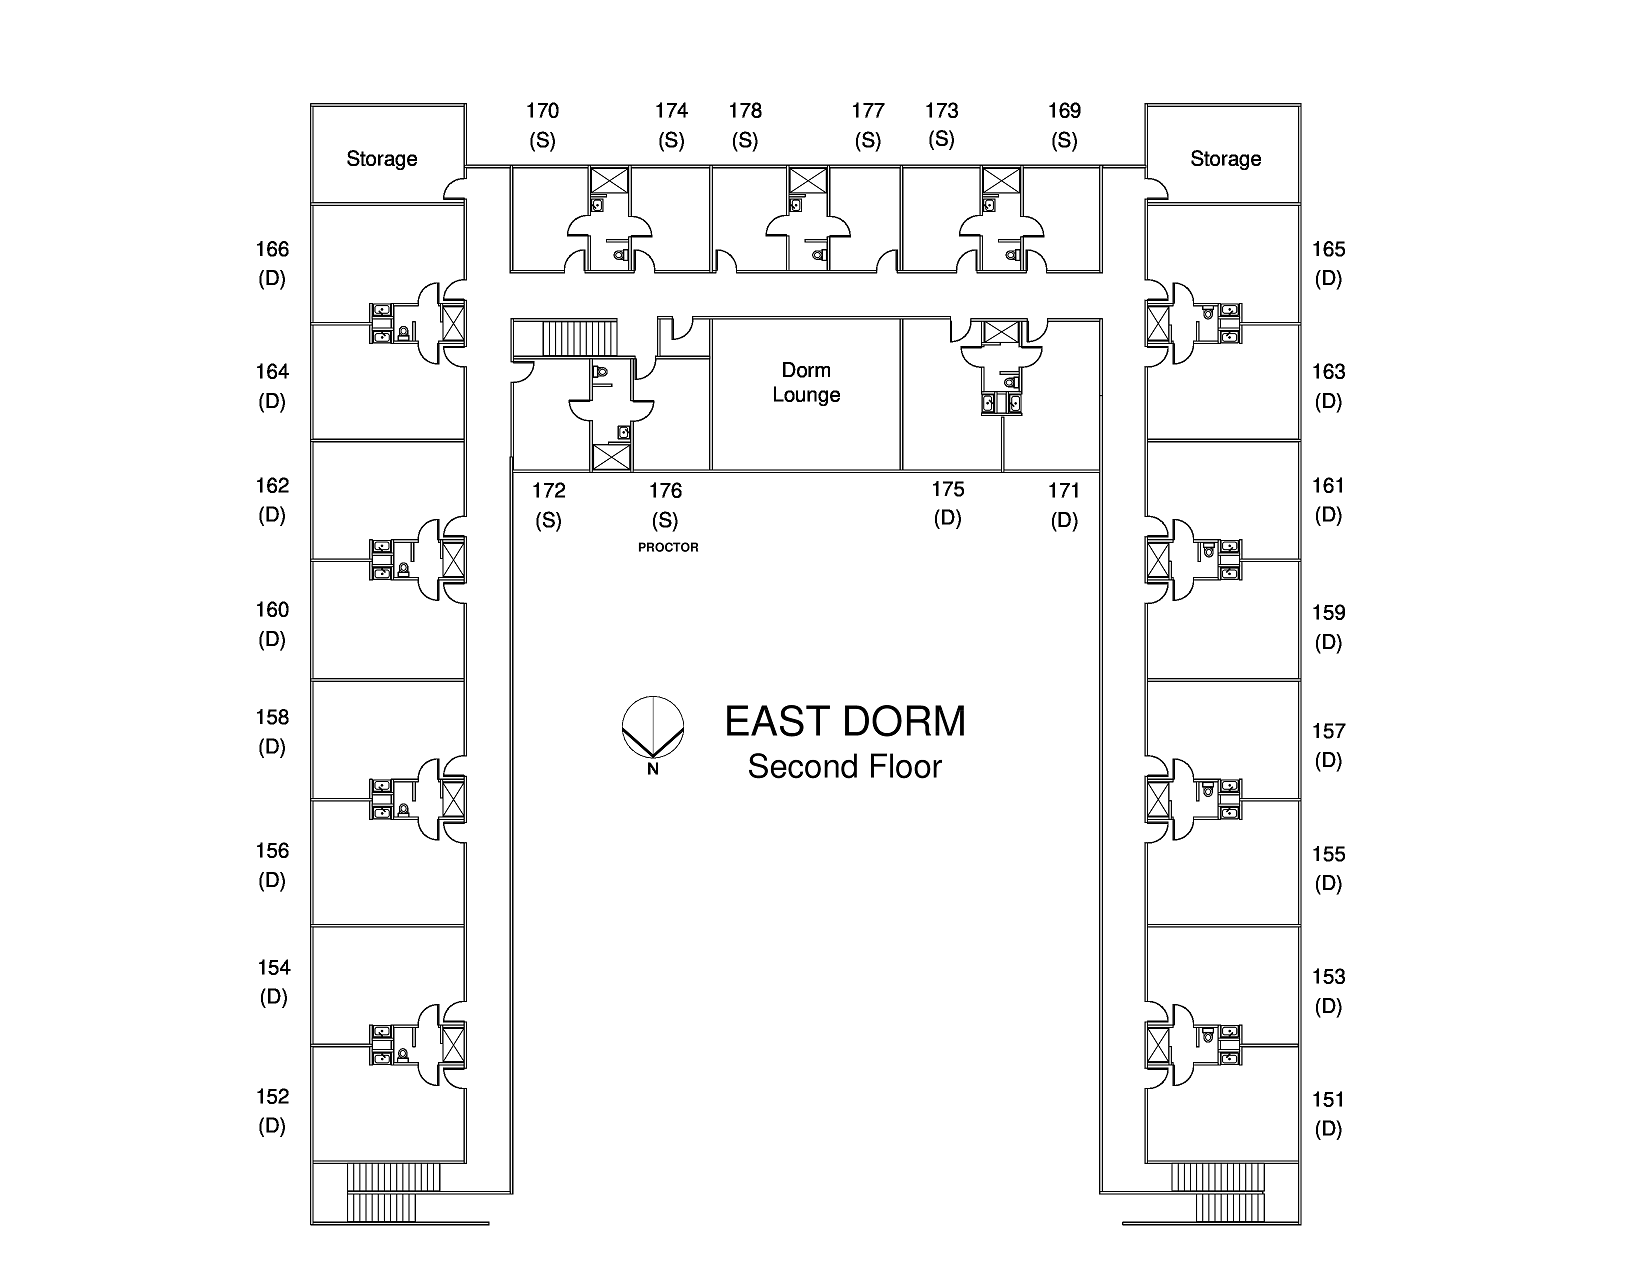 170 174 178 177 173 169
(S) (S) (S) (S) (S) (S)
Storage Storage
166 165
(D) (D)
164 Dorm 163
(D) Lounge (D)
162 172 176 175 171 161
(D) (S) (S) (D) (D) (D)
PROCTOR
160 159
(D) (D)
158 EAST DORM 157
(D) Second Floor (D)
N
156 155
(D) (D)
154 153
(D) (D)
152 151
(D) (D)